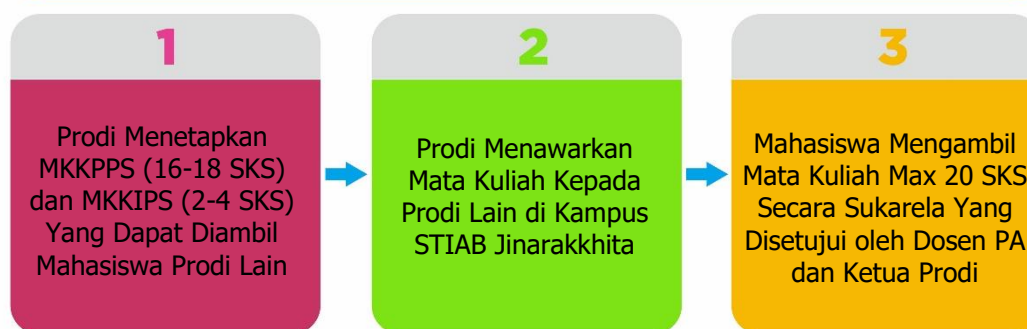 1
Prodi Menetapkan
MKKPPS (16-18 SKS)
dan MKKIPS (2-4 SKS)
Yang Dapat Diambil
Mahasiswa Prodi Lain
2
Prodi Menawarkan
Mata Kuliah Kepada
Prodi Lain di Kampus
STIAB Jinarakkhita
3
Mahasiswa Mengambil
Mata Kuliah Max 20 SKS
Secara Sukarela Yang
Disetujui oleh Dosen PA
dan Ketua Prodi